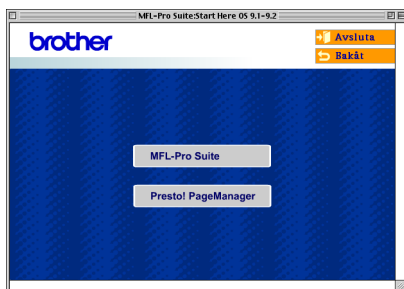 MFL-Pro Suite:Start Here OS 9.1-9.2
brother
Avsluta
Bakåt
MFL-Pro Suite
Presto! PageManager